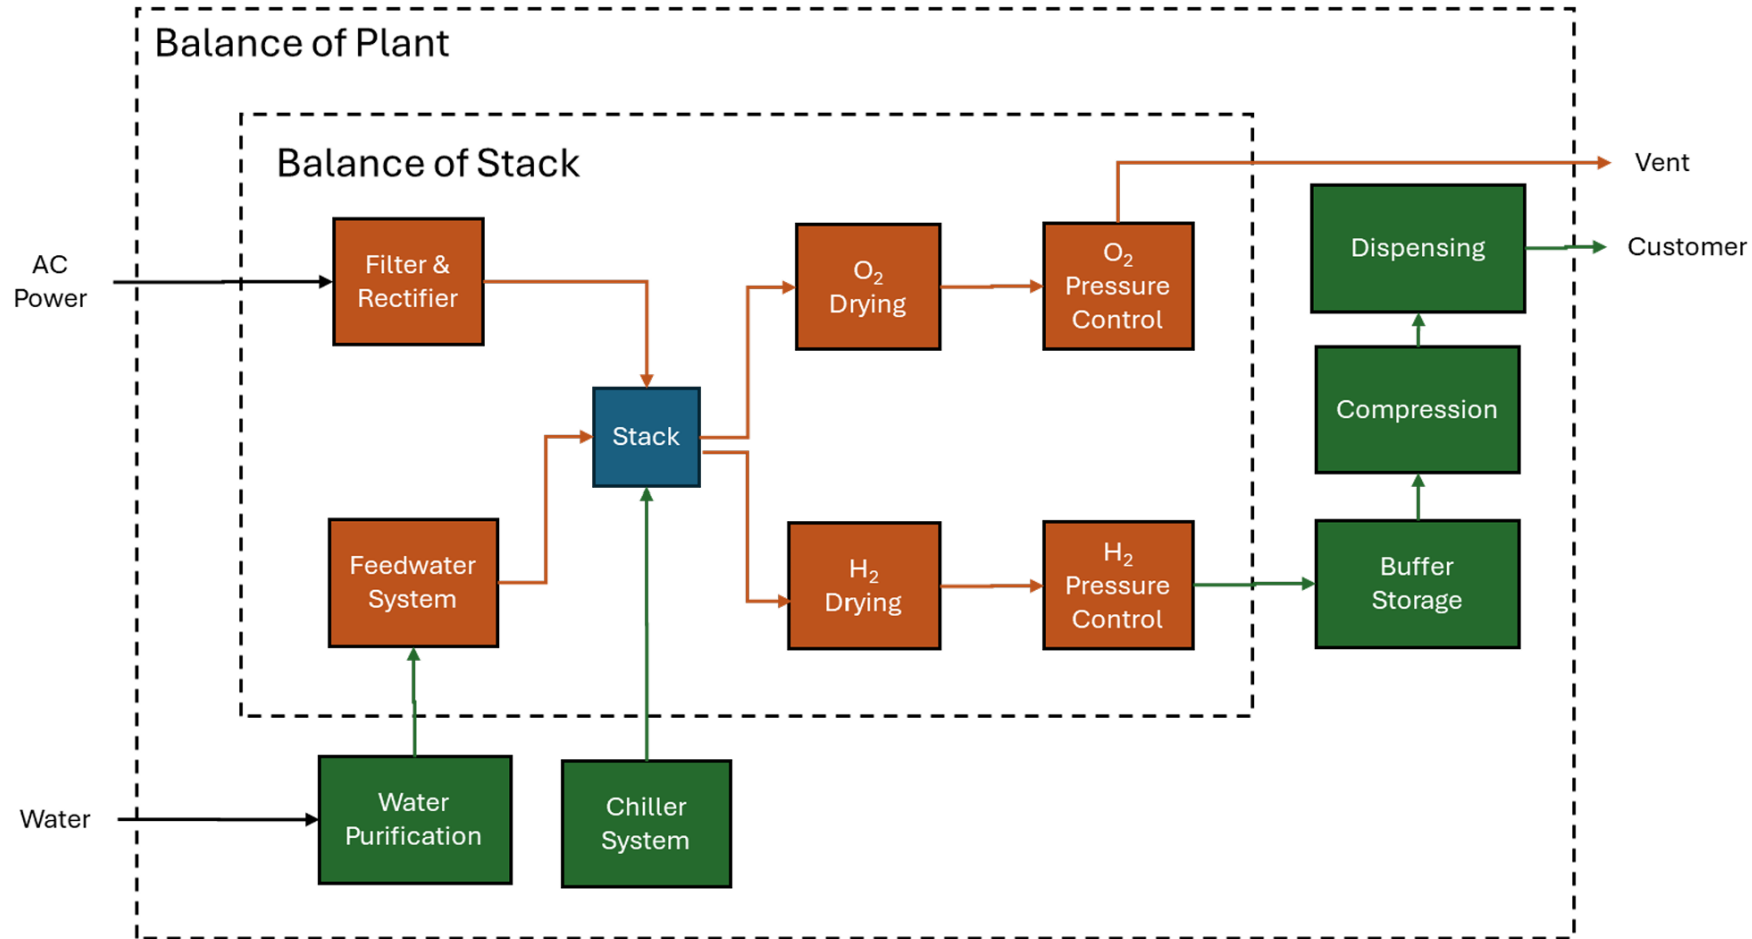 Balance of Plant
Balance of Stack
Vent
AC
Power
Filter &
Rectifier
O₂
Drying
O₂
Pressure
Control
Dispensing
Customer
Stack
Compression
Feedwater
System
H₂
Drying
H₂
Pressure
Control
Buffer
Storage
Water
Water
Purification
Chiller
System